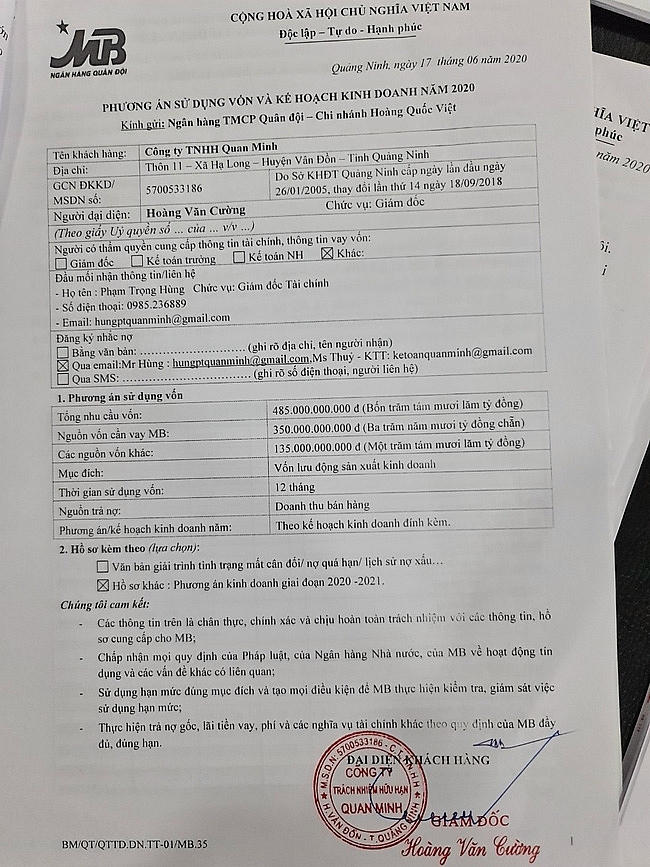 MB
NGÂN HÀNG QUÂN ĐỘI
CỘNG HOÀ XÃ HỘI CHỦ NGHĨA VIỆT NAM
Độc lập – Tự do - Hạnh phúc
Quảng Ninh, ngày 17 tháng 06 năm 2020
PHƯƠNG ÁN SỬ DỤNG VỐN VÀ KẾ HOẠCH KINH DOANH NĂM 2020
Kính gửi: Ngân hàng TMCP Quân đội – Chi nhánh Hoàng Quốc Việt
Tên khách hàng: Công ty TNHH Quan Minh
Địa chỉ: Thôn 11 – Xã Hạ Long – Huyện Vân Đồn – Tỉnh Quảng Ninh
GCN ĐKKD/ MSDN số: 5700533186 Do Sở KHĐT Quảng Ninh cấp ngày lần đầu ngày
26/01/2005, thay đổi lần thứ 14 ngày 18/09/2018
Người đại diện: Hoàng Văn Cường Chức vụ: Giám đốc
(Theo giấy Uỷ quyền số … của … v/v …)
Người có thẩm quyền cung cấp thông tin tài chính, thông tin vay vốn:
☐ Giám đốc ☐ Kế toán trưởng ☐ Kế toán NH ☒ Khác:
Đầu mối nhận thông tin/liên hệ
- Họ tên : Phạm Trọng Hùng Chức vụ: Giám đốc Tài chính
- Số điện thoại: 0985.236889
- Email: hungptquanminh@gmail.com
Đăng ký nhắc nợ
☐ Bằng văn bản: ………………………(ghi rõ địa chỉ, tên người nhận)
☒ Qua email:Mr Hùng : hungptquanminh@gmail.com,Ms Thuỷ - KTT: ketoanquanminh@gmail.com
☐ Qua SMS:……………………………(ghi rõ số điện thoại, người liên hệ)
1. Phương án sử dụng vốn
Tổng nhu cầu vốn: 485.000.000.000 đ (Bốn trăm tám mươi lăm tỷ đồng)
Nguồn vốn cần vay MB: 350.000.000.000 đ (Ba trăm năm mươi tỷ đồng chẵn)
Các nguồn vốn khác: 135.000.000.000 đ (Một trăm tám mươi lăm tỷ đồng)
Mục đích: Vốn lưu động sản xuất kinh doanh
Thời gian sử dụng vốn: 12 tháng
Nguồn trả nợ: Doanh thu bán hàng
Phương án/kế hoạch kinh doanh năm: Theo kế hoạch kinh doanh đính kèm.
2. Hồ sơ kèm theo (lựa chọn):
☐ Văn bản giải trình tình trạng mất cân đối/ nợ quá hạn/ lịch sử nợ xấu…
☒ Hồ sơ khác : Phương án kinh doanh giai đoạn 2020 -2021.
Chúng tôi cam kết:
- Các thông tin trên là chân thực, chính xác và chịu hoàn toàn trách nhiệm với các thông tin, hồ
sơ cung cấp cho MB;
- Chấp nhận mọi quy định của Pháp luật, của Ngân hàng Nhà nước, của MB về hoạt động tín
dụng và các vấn đề khác có liên quan;
- Sử dụng hạn mức đúng mục đích và tạo mọi điều kiện để MB thực hiện kiểm tra, giám sát việc
sử dụng hạn mức;
- Thực hiện trả nợ gốc, lãi tiền vay, phí và các nghĩa vụ tài chính khác theo quy định của MB đầy
đủ, đúng hạn.
ĐẠI DIỆN KHÁCH HÀNG
M.S.D.N: 5700533186 - C.T.T.N.H.H
CÔNG TY
TRÁCH NHIỆM HỮU HẠN
QUAN MINH
H.VÂN ĐỒN - T.QUẢNG NINH
GIÁM ĐỐC
Hoàng Văn Cường
BM/QT/QTTD.DN.TT-01/MB.35
HĨA VIỆT
phúc
năm 2020